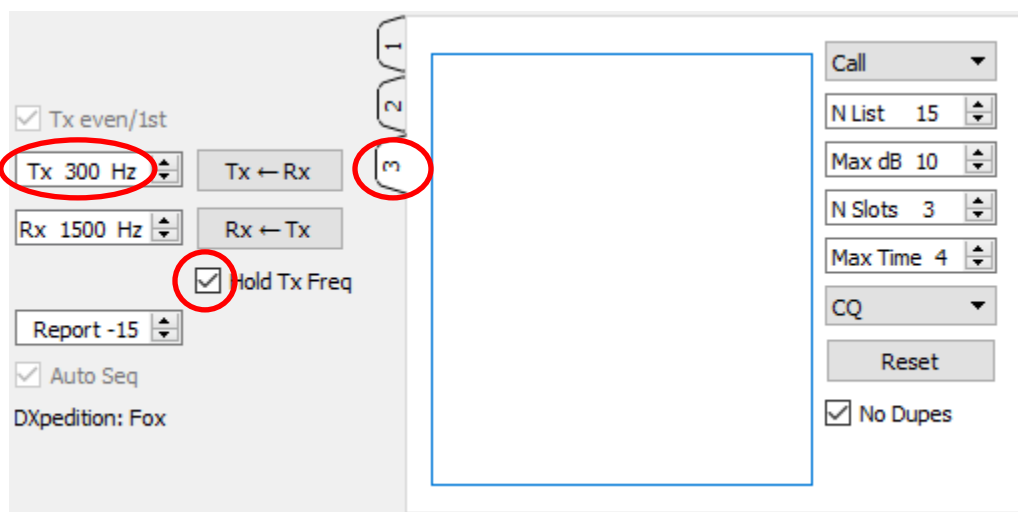 Tx even/1st
Tx 300 Hz
Tx ← Rx
Rx 1500 Hz
Rx ← Tx
Hold Tx Freq
Report -15
Auto Seq
DXpedition: Fox
1
2
3
Call
N List 15
Max dB 10
N Slots 3
Max Time 4
CQ
Reset
No Dupes